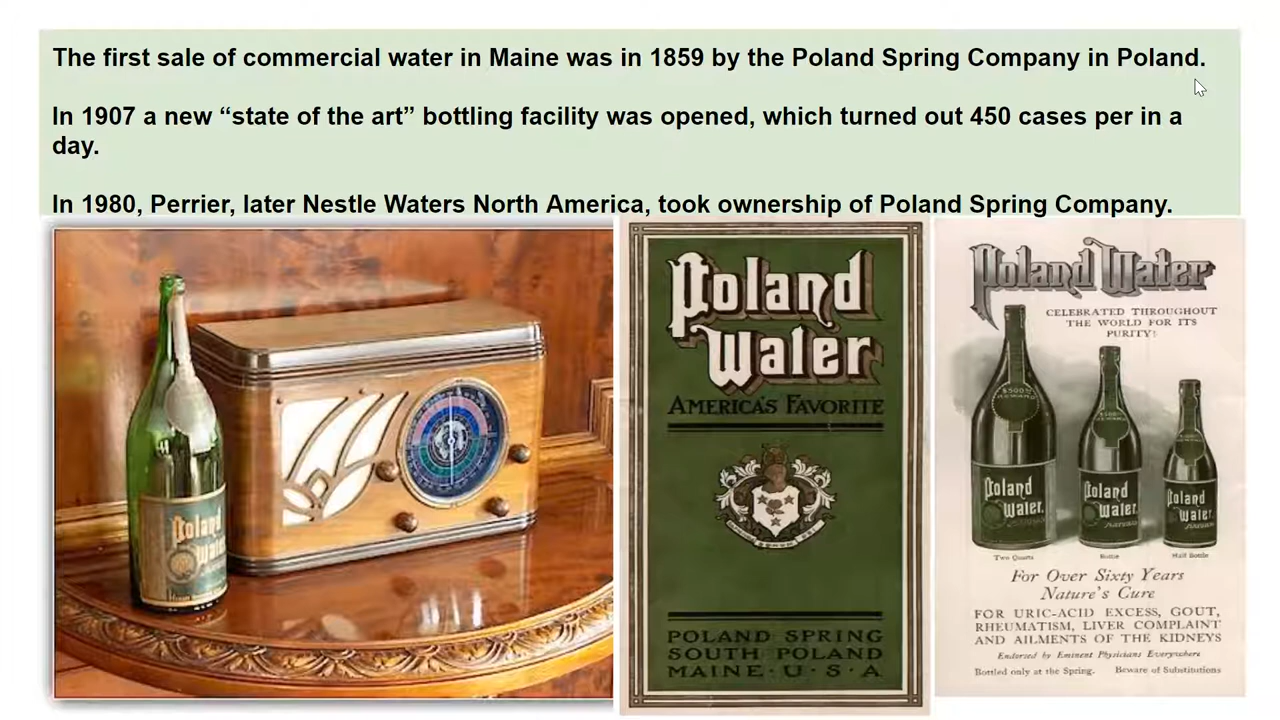 The first sale of commercial water in Maine was in 1859 by the Poland Spring Company in Poland.
In 1907 a new “state of the art” bottling facility was opened, which turned out 450 cases per in a
day.
In 1980, Perrier, later Nestle Waters North America, took ownership of Poland Spring Company.
Poland
Water
Poland
Water
AMERICA'S FAVORITE
POLAND SPRING
SOUTH POLAND
MAINE · U · S · A
Poland Water
CELEBRATED THROUGHOUT
THE WORLD FOR ITS
PURITY!
$500
REWARD
Poland
Water.
Poland
Water.
Poland
Water.
Two Quarts
Bottle
Half Bottle
For Over Sixty Years
Nature's Cure
FOR URIC-ACID EXCESS, GOUT,
RHEUMATISM, LIVER COMPLAINT
AND AILMENTS OF THE KIDNEYS
Endorsed by Eminent Physicians Everywhere
Bottled only at the Spring. Beware of Substitutions